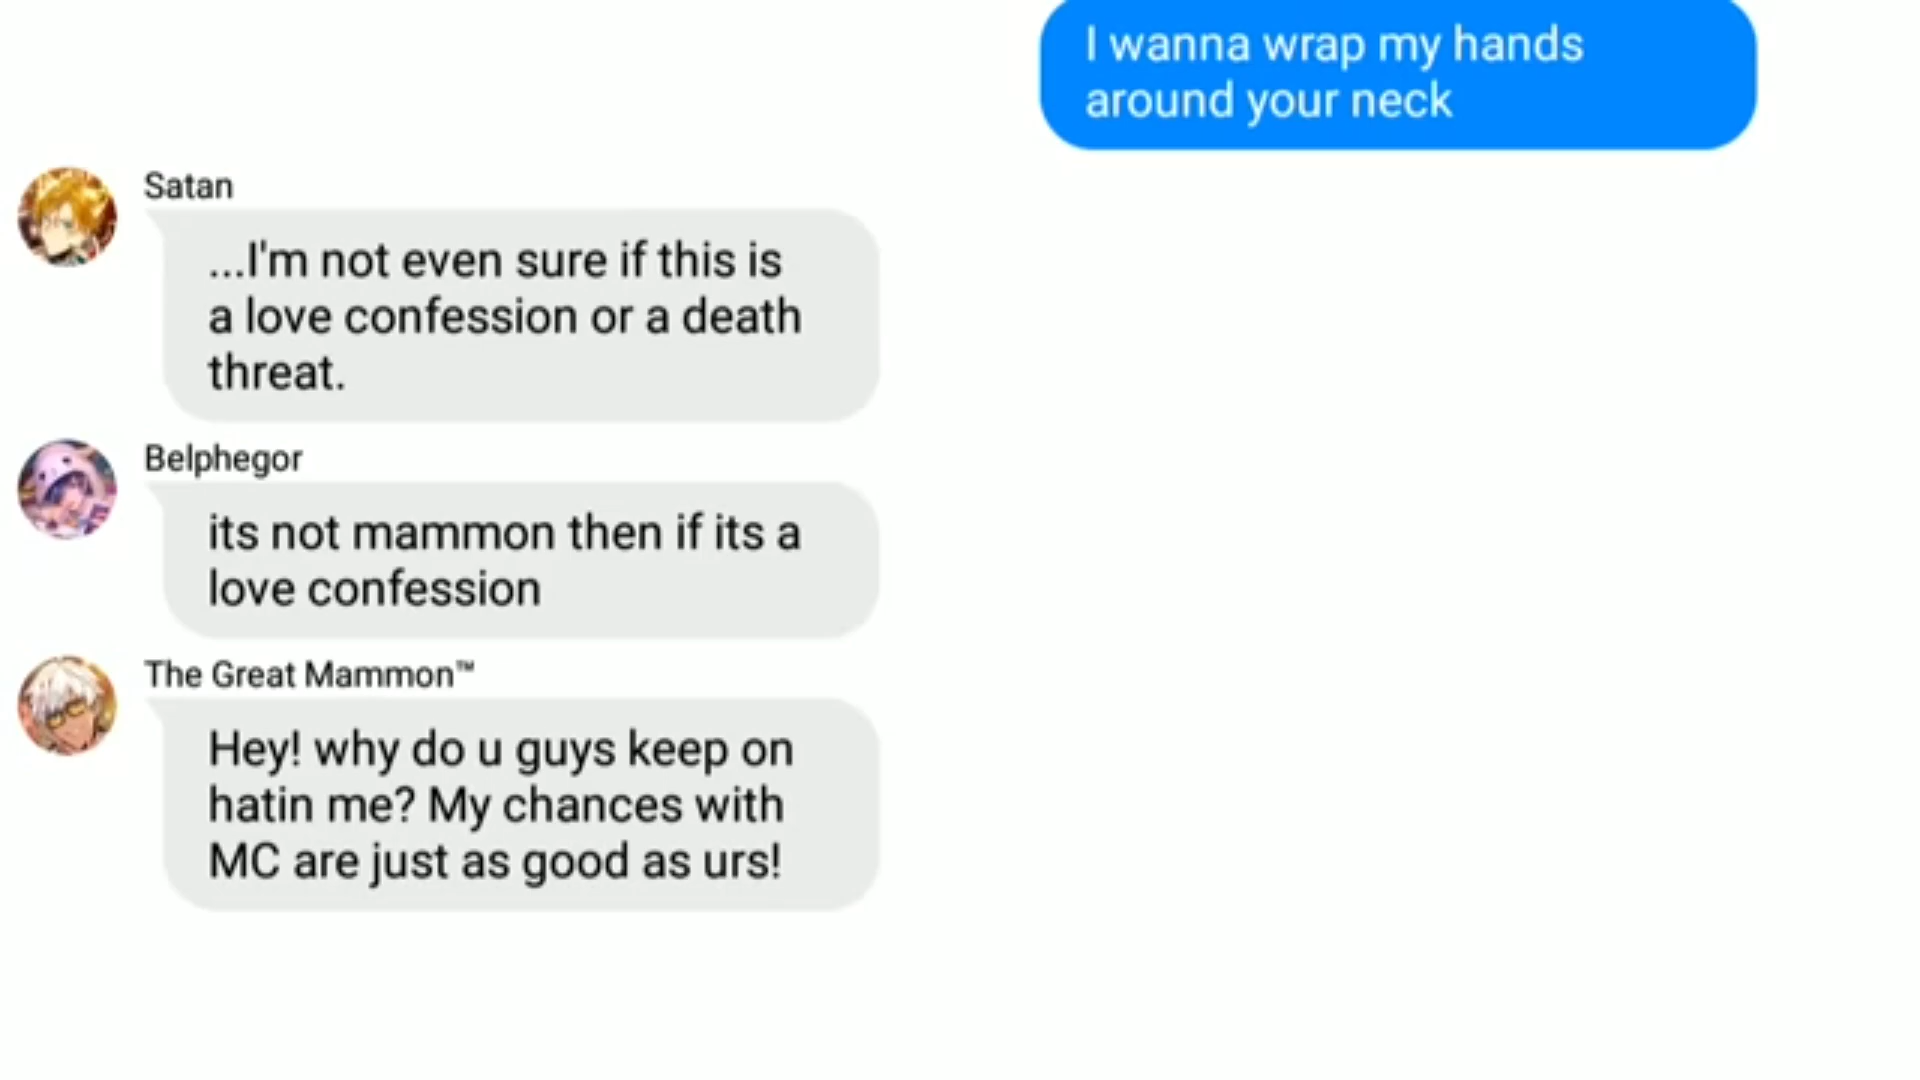 I wanna wrap my hands
around your neck
Satan
...I'm not even sure if this is
a love confession or a death
threat.
Belphegor
its not mammon then if its a
love confession
The Great Mammon™
Hey! why do u guys keep on
hatin me? My chances with
MC are just as good as urs!